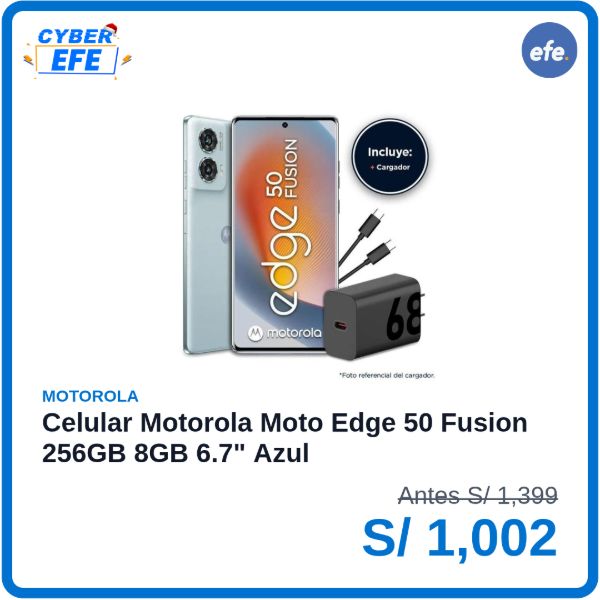 CYBER
EFE
efe.
Incluye:
+ Cargador
edge 50 FUSION
motorola
68
*Foto referencial del cargador.
MOTOROLA
Celular Motorola Moto Edge 50 Fusion
256GB 8GB 6.7" Azul
Antes S/ 1,399
S/ 1,002